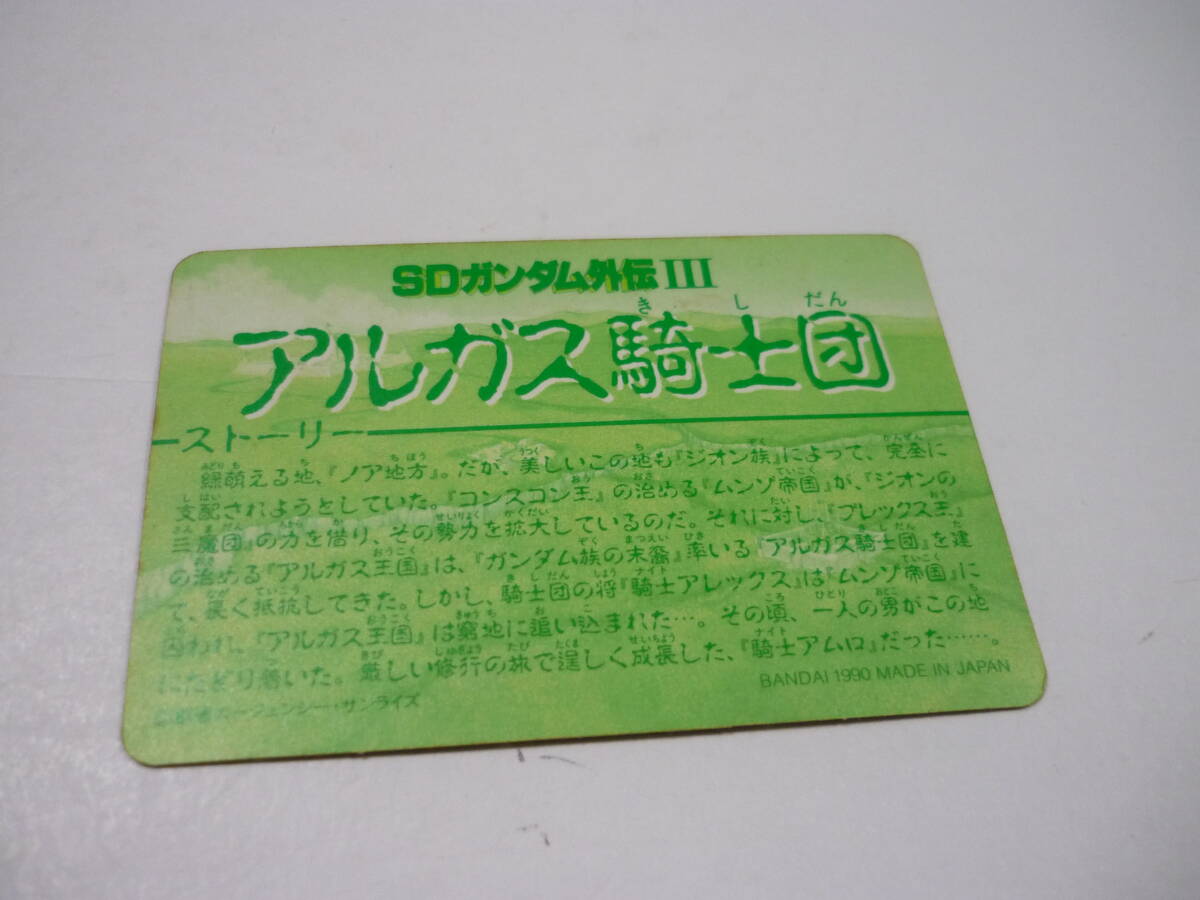 SDガンダム外伝III
アルガス騎士団
きしだん
ストーリー
緑萌える地、『ノア地方』。だが、美しいこの地も『ジオン族』によって、完全に
支配されようとしていた。『コンスコン王』の治める『ムンゾ帝国』が、『ジオンの
三魔団』の力を借り、その勢力を拡大しているのだ。それに対し、『ブレックス王』
の治める『アルガス王国』は、『ガンダム族の末裔』率いる『アルガス騎士団』を建
て、長く抵抗してきた。しかし、騎士団の将『騎士アレックス』は『ムンゾ帝国』に
囚われ、『アルガス王国』は窮地に追い込まれた…。その頃、一人の男がこの地
にたどり着いた。厳しい修行の旅で逞しく成長した、『騎士アムロ』だった……。
BANDAI 1990 MADE IN JAPAN
エージェンシー・サンライズ